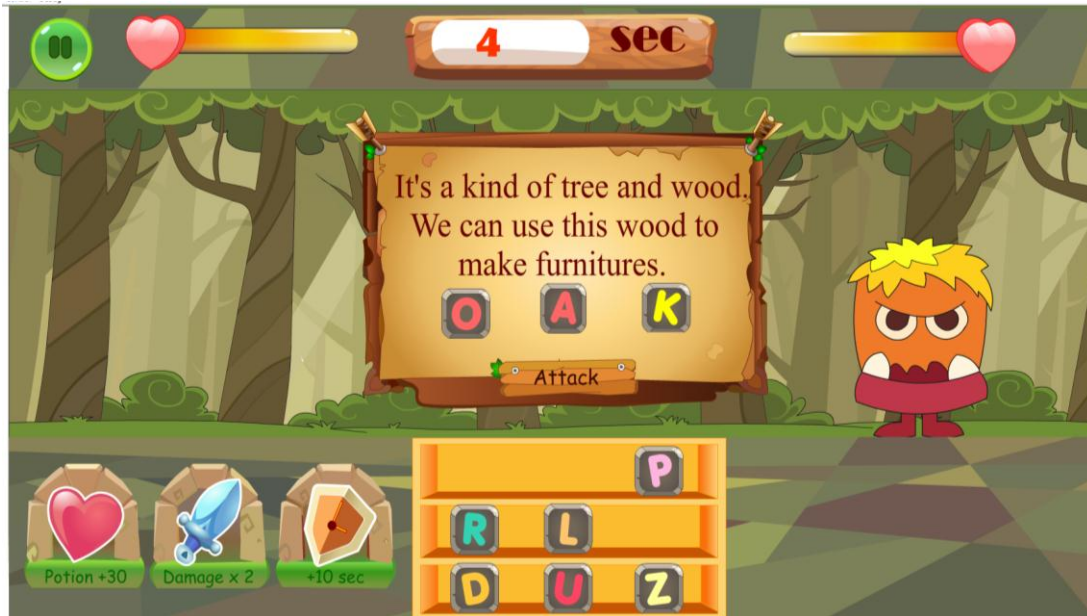 4 sec
It's a kind of tree and wood.
We can use this wood to
make furnitures.
O A K
Attack
P
R L
D U Z
Potion +30
Damage x 2
+10 sec